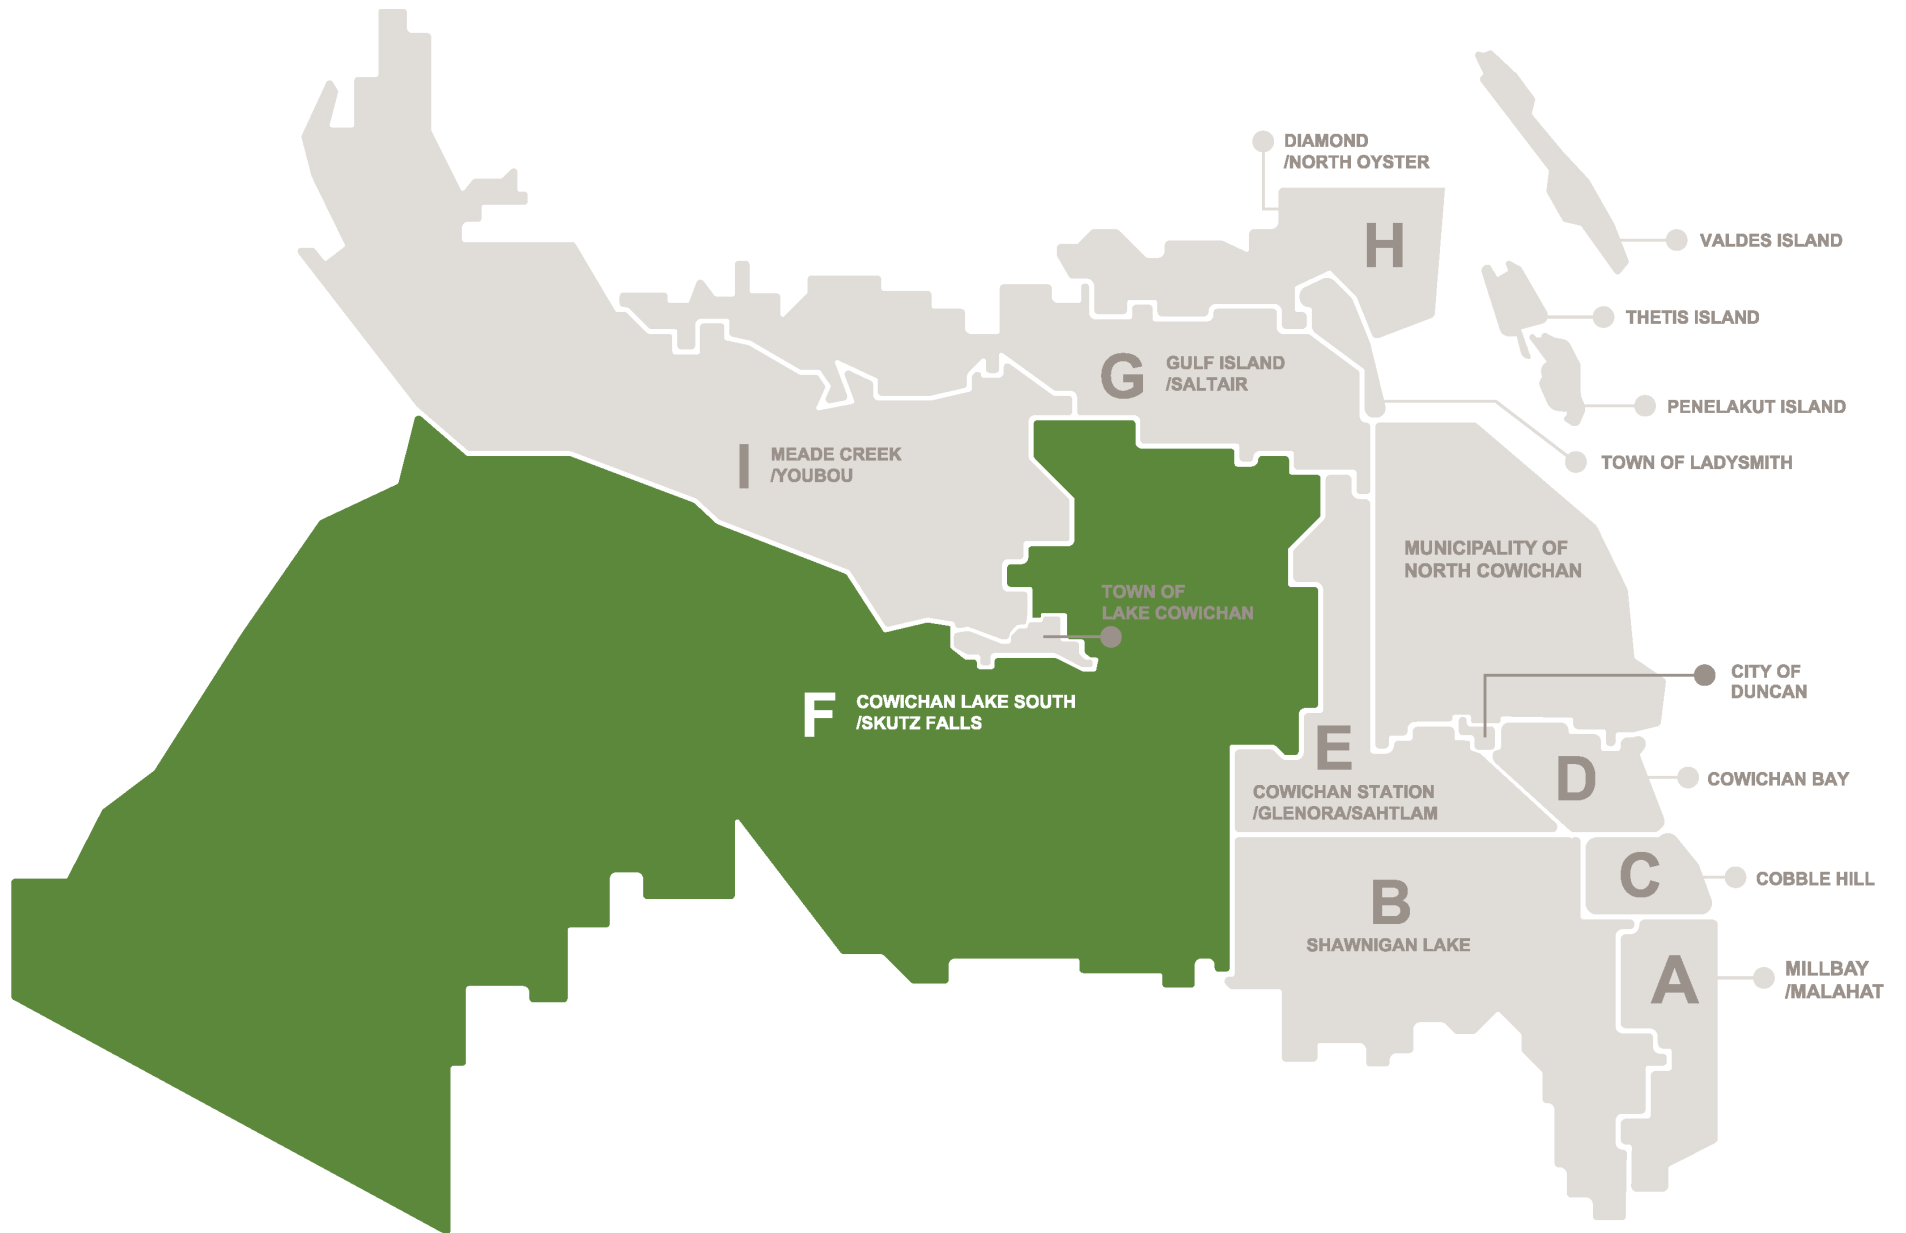 DIAMOND
/NORTH OYSTER
H
VALDES ISLAND
THETIS ISLAND
G
GULF ISLAND
/SALTAIR
PENELAKUT ISLAND
I
MEADE CREEK
/YOUBOU
TOWN OF LADYSMITH
MUNICIPALITY OF
NORTH COWICHAN
TOWN OF
LAKE COWICHAN
CITY OF
DUNCAN
F
COWICHAN LAKE SOUTH
/SKUTZ FALLS
E
COWICHAN STATION
/GLENORA/SAHTLAM
D
COWICHAN BAY
C
COBBLE HILL
B
SHAWNIGAN LAKE
A
MILLBAY
/MALAHAT